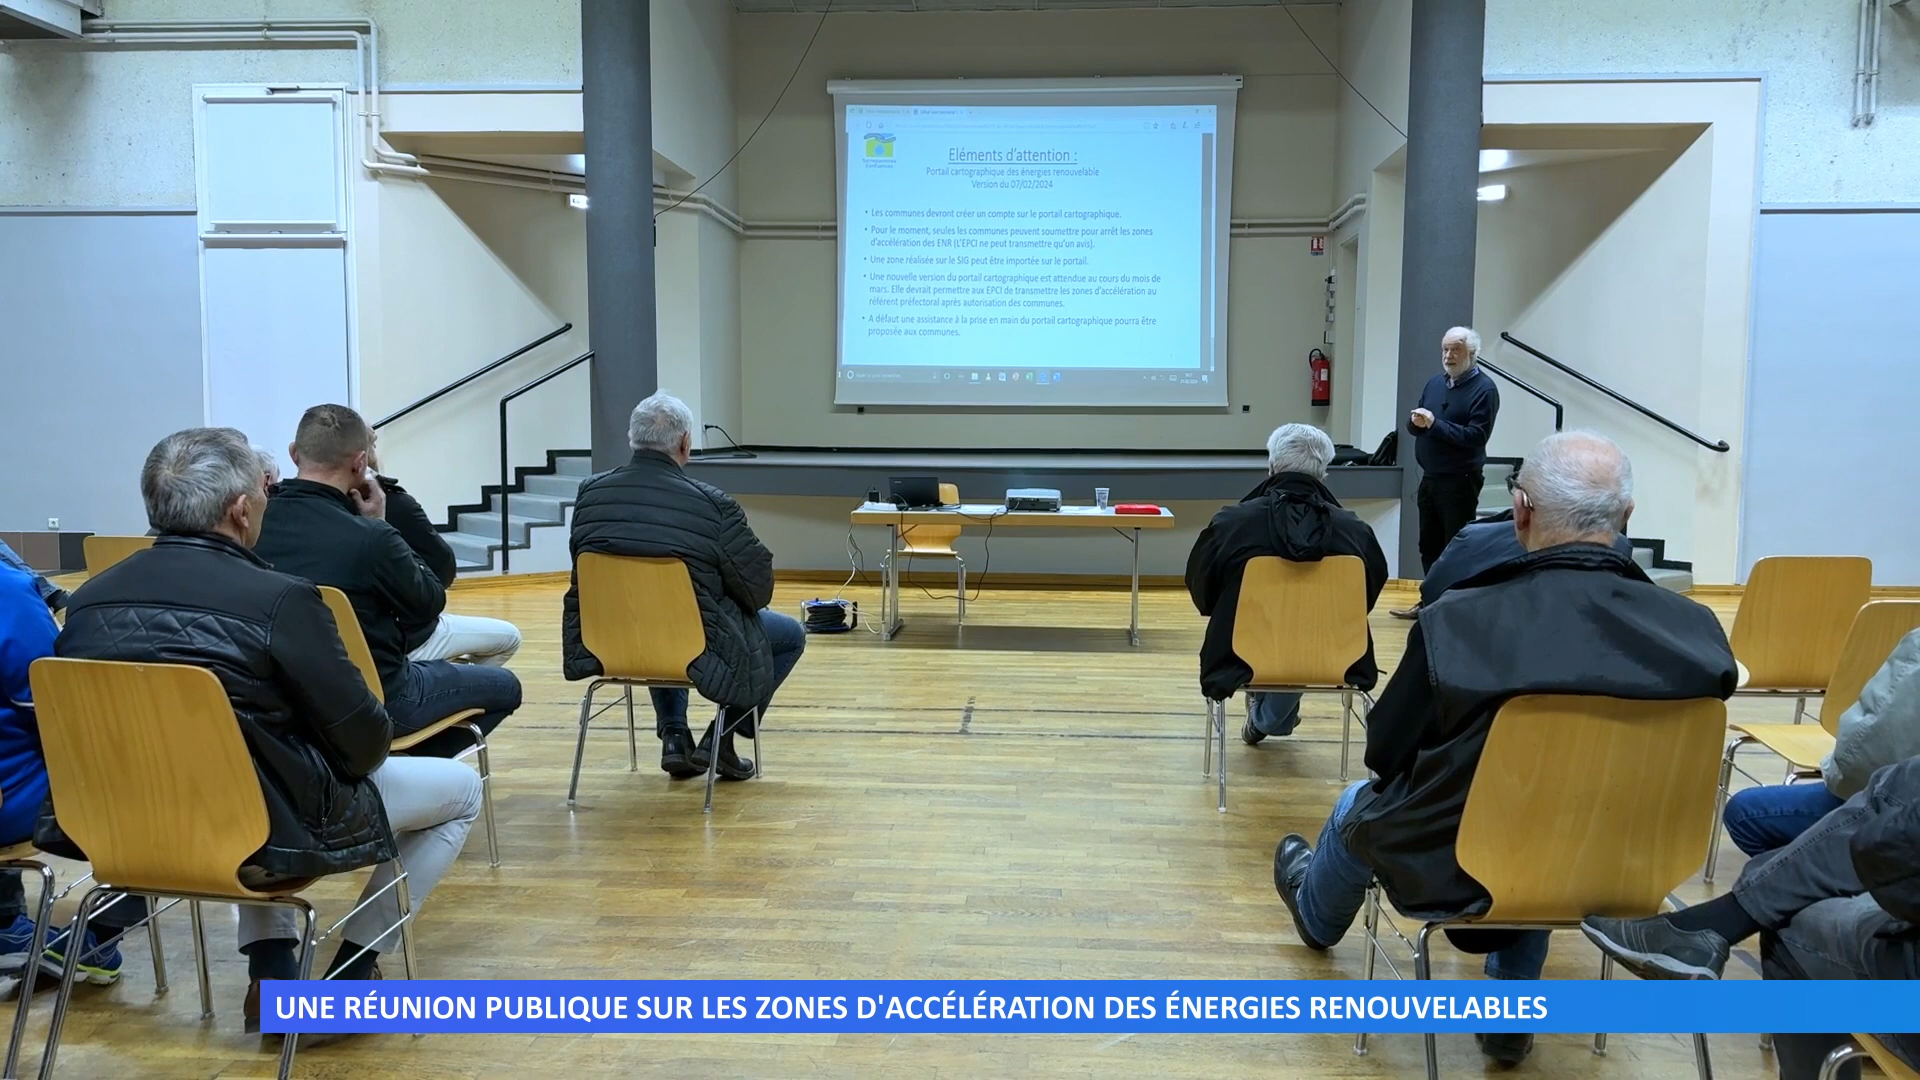 Eléments d'attention :
Portail cartographique des énergies renouvelable
Version du 07/02/2024
• Les communes devront créer un compte sur le portail cartographique.
• Pour le moment, seules les communes peuvent soumettre pour arrêt les zones
d'accélération des ENR (L'EPCI ne peut transmettre qu'un avis).
• Une zone réalisée sur le SIG peut être importée sur le portail.
• Une nouvelle version du portail cartographique est attendue au cours du mois de
mars. Elle devrait permettre aux EPCI de transmettre les zones d'accélération au
référent préfectoral après autorisation des communes.
• A défaut une assistance à la prise en main du portail cartographique pourra être
proposée aux communes.
UNE RÉUNION PUBLIQUE SUR LES ZONES D'ACCÉLÉRATION DES ÉNERGIES RENOUVELABLES